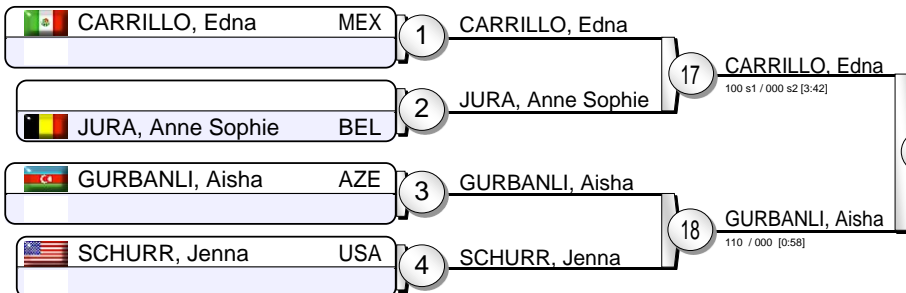 CARRILLO, Edna MEX
1
CARRILLO, Edna
17
CARRILLO, Edna
100 s1 / 000 s2 [3:42]
JURA, Anne Sophie BEL
2
JURA, Anne Sophie
GURBANLI, Aisha AZE
3
GURBANLI, Aisha
18
GURBANLI, Aisha
110 / 000 [0:58]
SCHURR, Jenna USA
4
SCHURR, Jenna